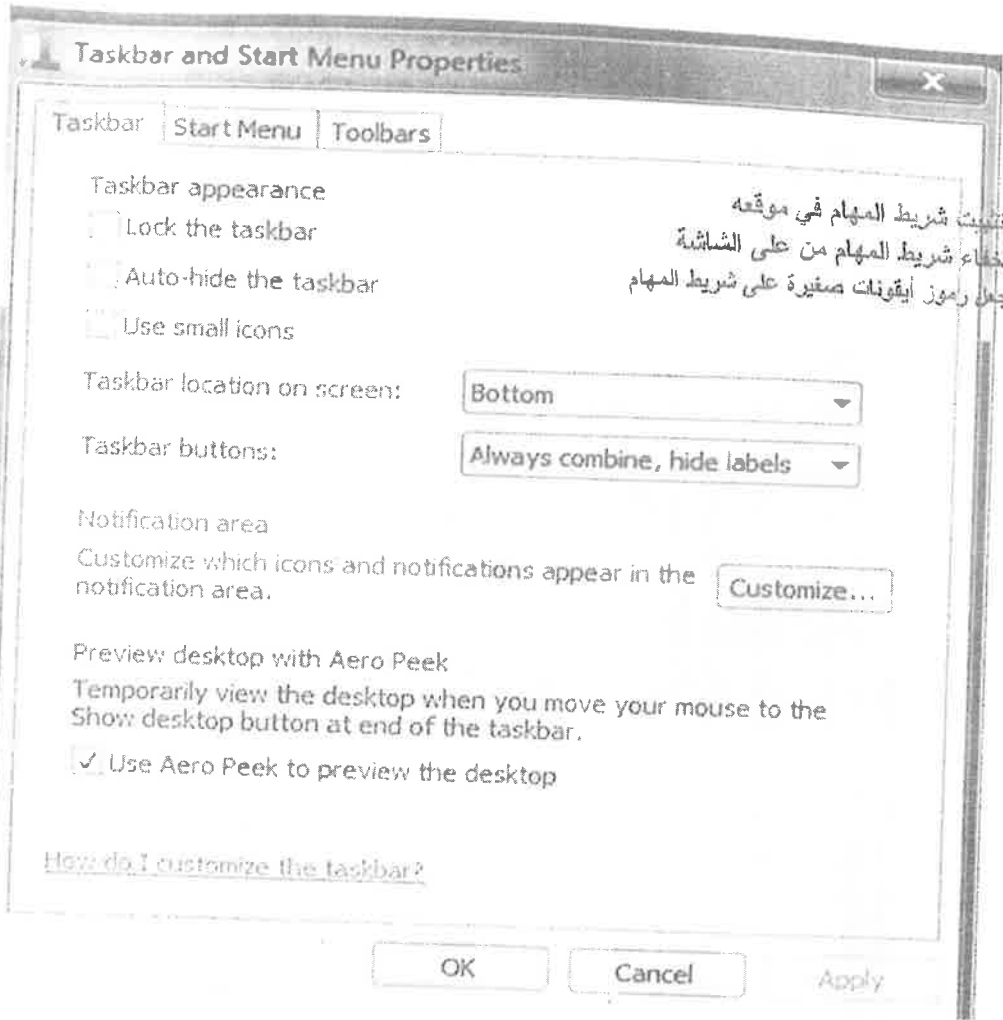 Taskbar and Start Menu Properties
Taskbar Start Menu Toolbars
Taskbar appearance
Lock the taskbar
شريط المهام في موقعه
Auto-hide the taskbar
شريط المهام من على الشاشة
Use small icons
رموز أيقونات صغيرة على شريط المهام
Taskbar location on screen: Bottom
Taskbar buttons: Always combine, hide labels
Notification area
Customize which icons and notifications appear in the
notification area.
Customize...
Preview desktop with Aero Peek
Temporarily view the desktop when you move your mouse to the
Show desktop button at end of the taskbar.
✓ Use Aero Peek to preview the desktop
How do I customize the taskbar?
OK Cancel Apply